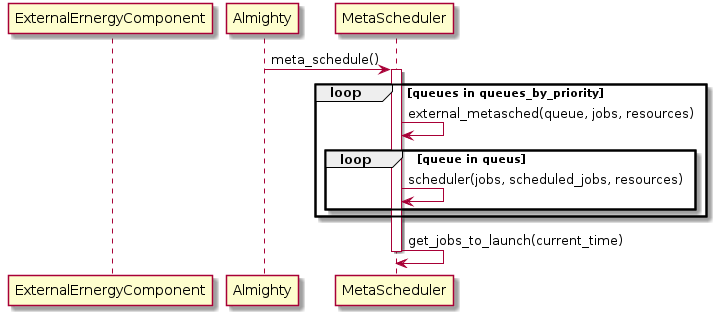 ExternalErnergyComponent
Almighty
MetaScheduler
meta_schedule()
loop
[queues in queues_by_priority]
external_metasched(queue, jobs, resources)
loop
[queue in queus]
scheduler(jobs, scheduled_jobs, resources)
get_jobs_to_launch(current_time)
ExternalErnergyComponent
Almighty
MetaScheduler